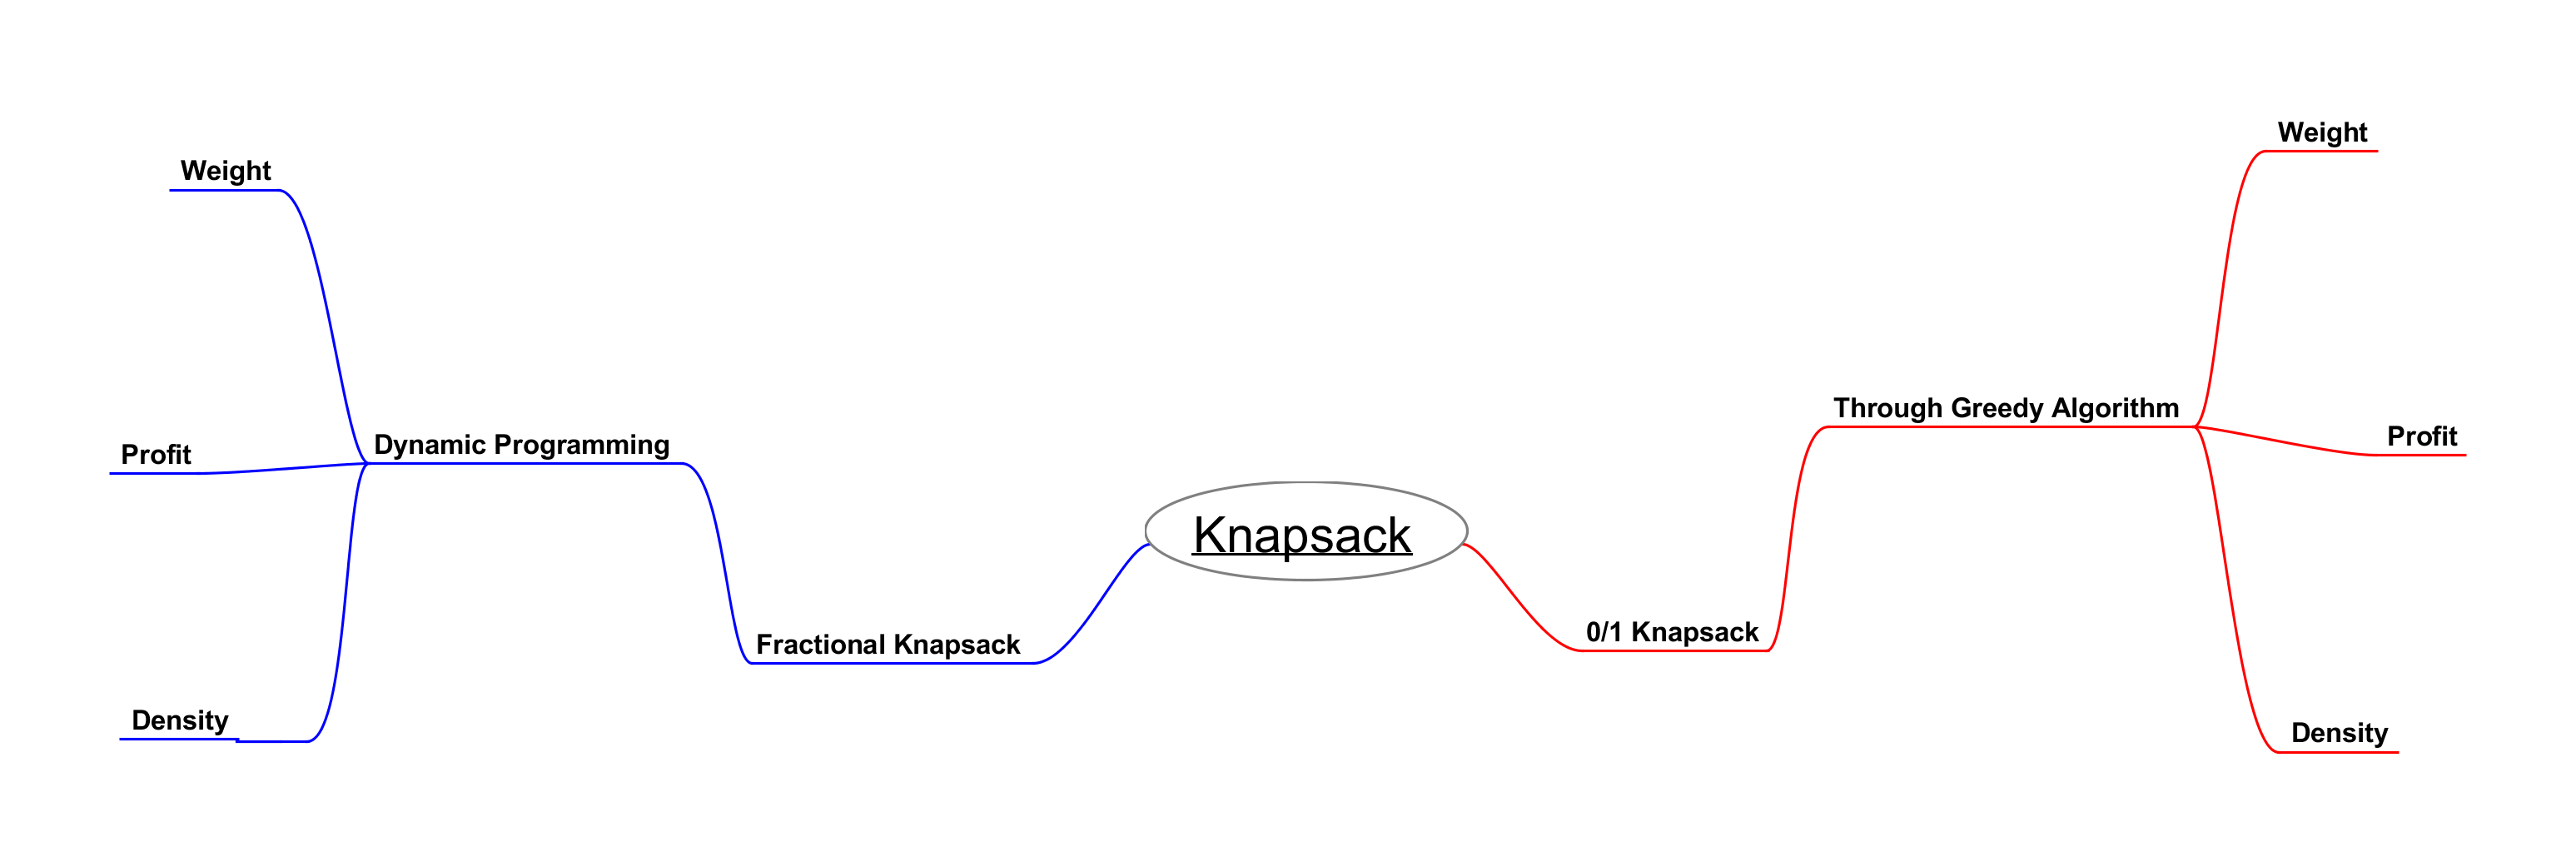 Weight
Profit
Density
Dynamic Programming
Fractional Knapsack
Knapsack
0/1 Knapsack
Through Greedy Algorithm
Weight
Profit
Density